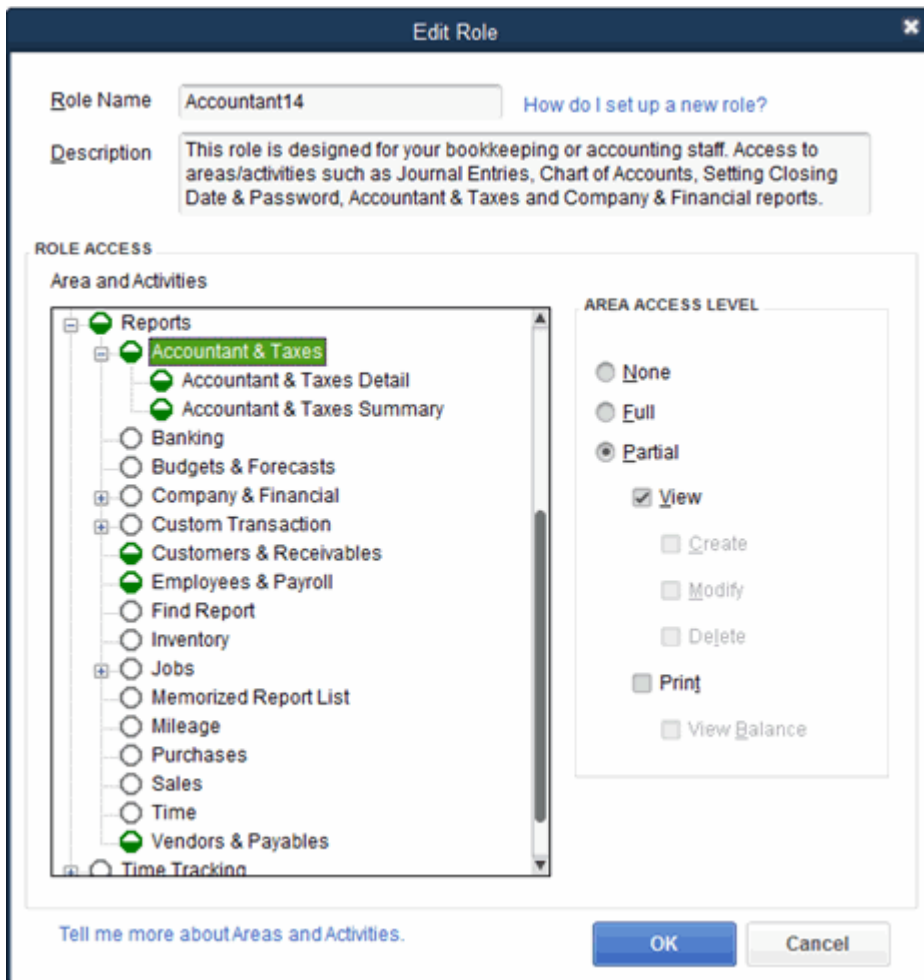 Edit Role
Role Name
Accountant14
How do I set up a new role?
Description
This role is designed for your bookkeeping or accounting staff. Access to
areas/activities such as Journal Entries, Chart of Accounts, Setting Closing
Date & Password, Accountant & Taxes and Company & Financial reports.
ROLE ACCESS
Area and Activities
Reports
Accountant & Taxes
Accountant & Taxes Detail
Accountant & Taxes Summary
Banking
Budgets & Forecasts
Company & Financial
Custom Transaction
Customers & Receivables
Employees & Payroll
Find Report
Inventory
Jobs
Memorized Report List
Mileage
Purchases
Sales
Time
Vendors & Payables
Time Tracking
AREA ACCESS LEVEL
None
Full
Partial
View
Create
Modify
Delete
Print
View Balance
Tell me more about Areas and Activities.
OK
Cancel